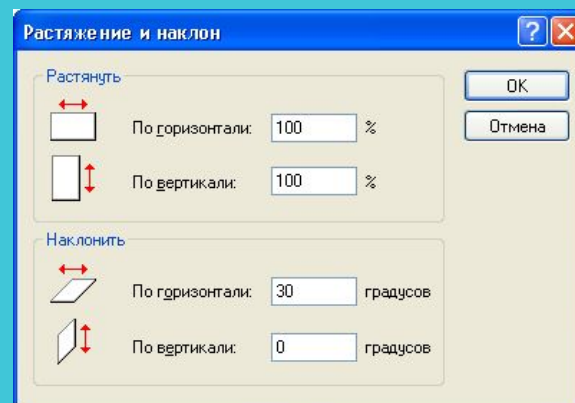 Растяжение и наклон
Растянуть
По горизонтали: 100 %
По вертикали: 100 %
Наклонить
По горизонтали: 30 градусов
По вертикали: 0 градусов
OK
Отмена